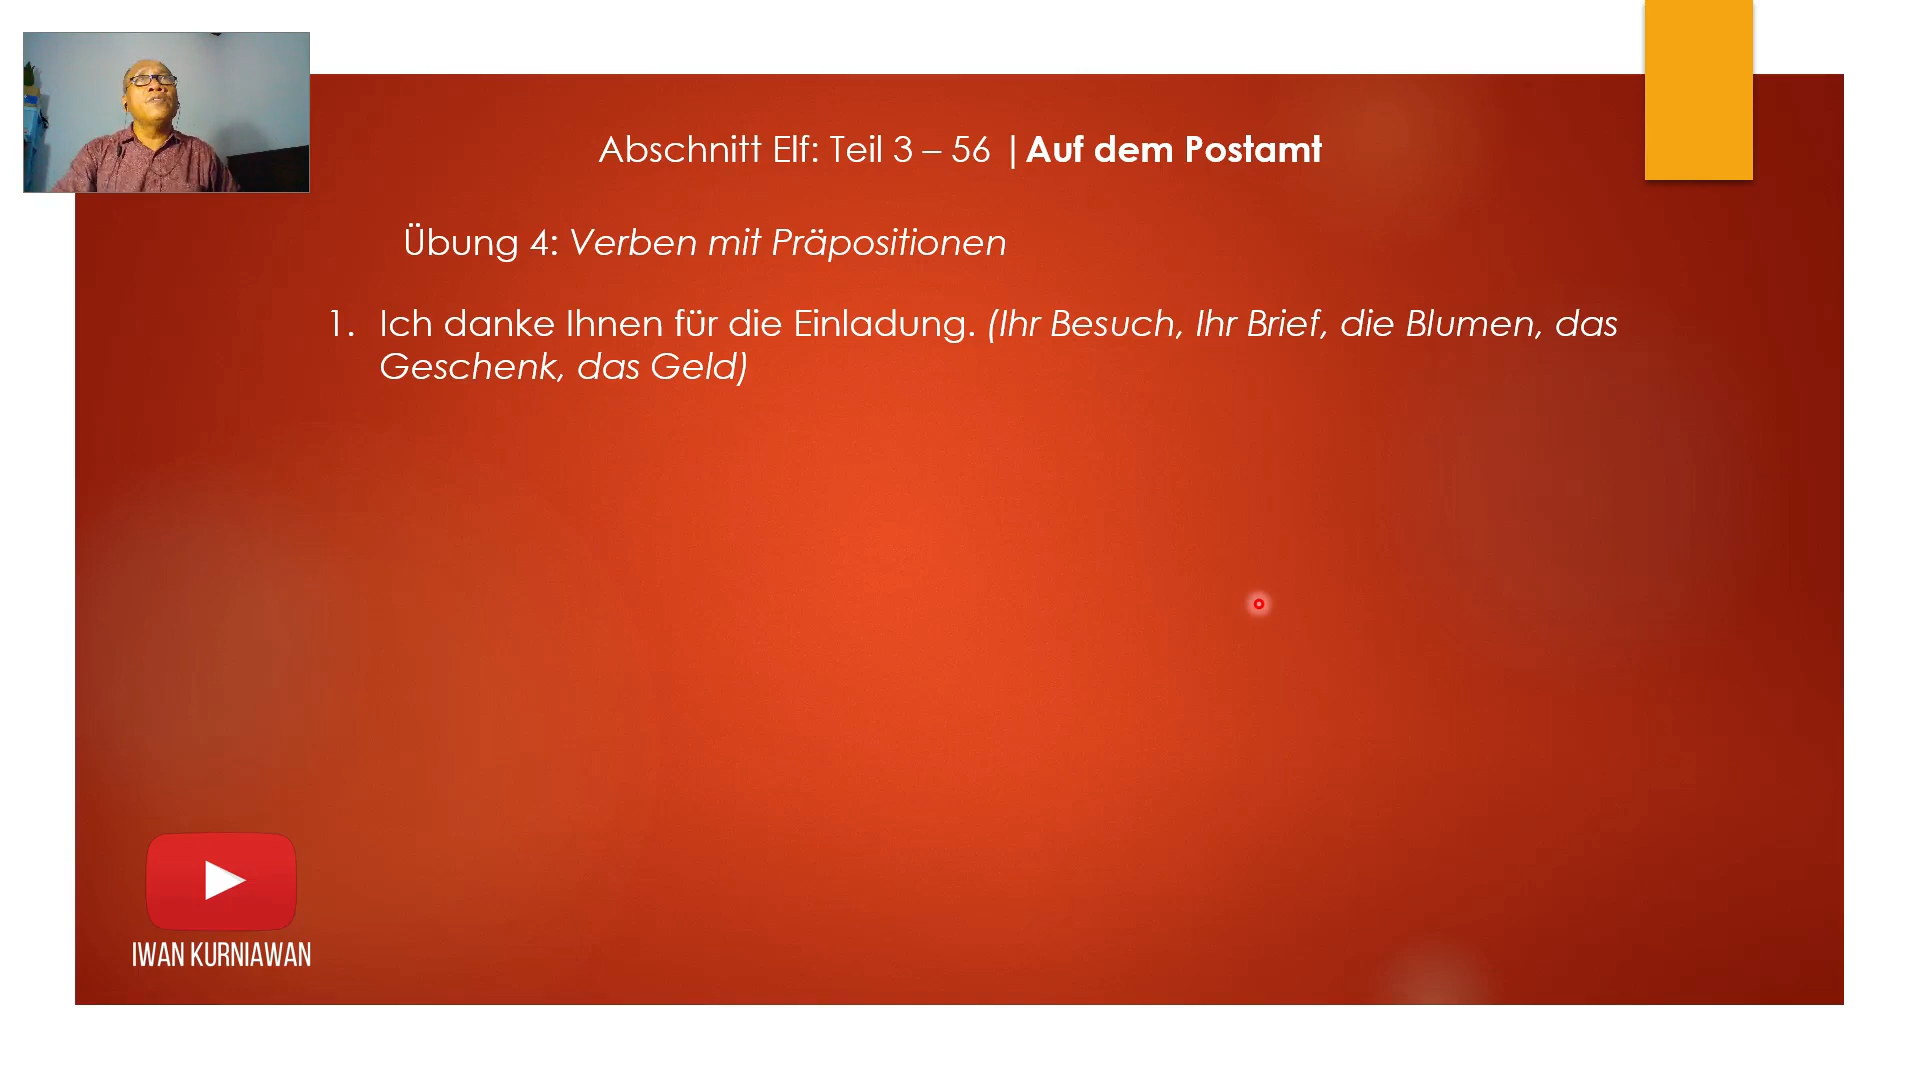 Abschnitt Elf: Teil 3 – 56 |Auf dem Postamt
Übung 4: Verben mit Präpositionen
1. Ich danke Ihnen für die Einladung. (Ihr Besuch, Ihr Brief, die Blumen, das
Geschenk, das Geld)
IWAN KURNIAWAN